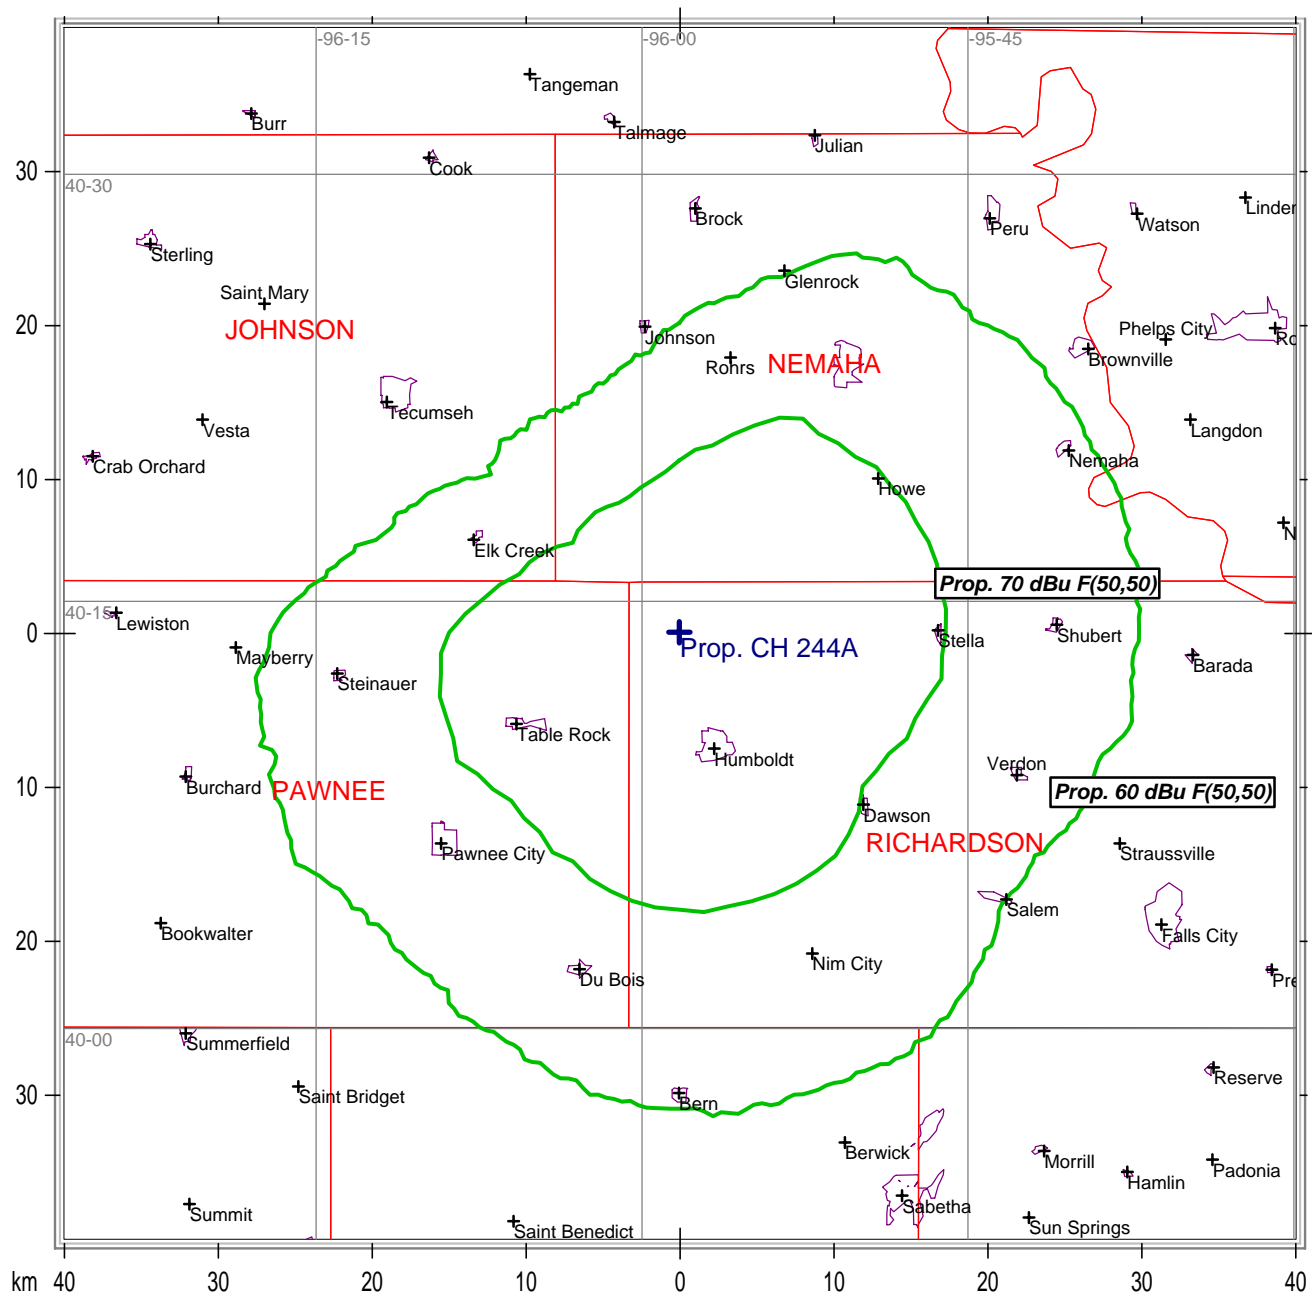 -96-15
-96-00
-95-45
Tangeman
Burr
Talmage
Julian
Cook
30
40-30
Brock
Peru
Watson
Linden
Sterling
Glenrock
Saint Mary
20
JOHNSON
Johnson
Phelps City
Ro
Rohrs
NEMAHA
Brownville
Tecumseh
Vesta
Langdon
Crab Orchard
Nemaha
10
Howe
N
Elk Creek
Prop. 70 dBu F(50,50)
40-15
Lewiston
0
Mayberry
Prop. CH 244A
Stella
Shubert
Barada
Steinauer
Table Rock
Humboldt
Verdon
10
Burchard
PAWNEE
Prop. 60 dBu F(50,50)
Dawson
RICHARDSON
Pawnee City
Straussville
Salem
20
Bookwalter
Falls City
Nim City
Du Bois
Pre
40-00
Summerfield
Reserve
30
Saint Bridget
Bern
Berwick
Morrill
Padonia
Hamlin
Summit
Sabetha
Saint Benedict
Sun Springs
km 40 30 20 10 0 10 20 30 40